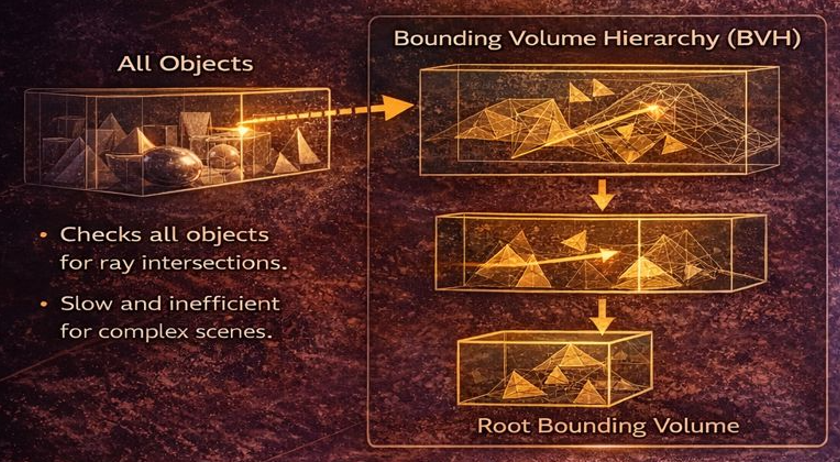 All Objects
• Checks all objects
for ray intersections.
• Slow and inefficient
for complex scenes.
Bounding Volume Hierarchy (BVH)
Root Bounding Volume